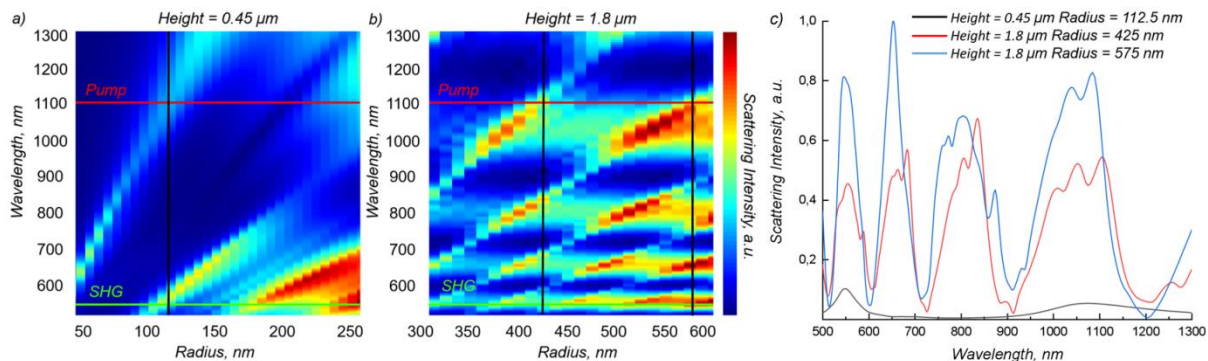 a)
Height = 0.45 µm
1300
1100
1000
900
800
700
600
Wavelength, nm
Pump
SHG
50
100
150
200
250
Radius, nm
b)
Height = 1.8 µm
1300
1100
1000
900
800
700
600
Wavelength, nm
Pump
SHG
300
350
400
450
500
550
600
Radius, nm
Scattering Intensity, a.u.
c)
Height = 0.45 µm Radius = 112.5 nm
Height = 1.8 µm Radius = 425 nm
Height = 1.8 µm Radius = 575 nm
1,0
0,8
0,6
0,4
0,2
Scattering Intensity, a.u.
500
600
700
800
900
1000
1100
1200
1300
Wavelength, nm